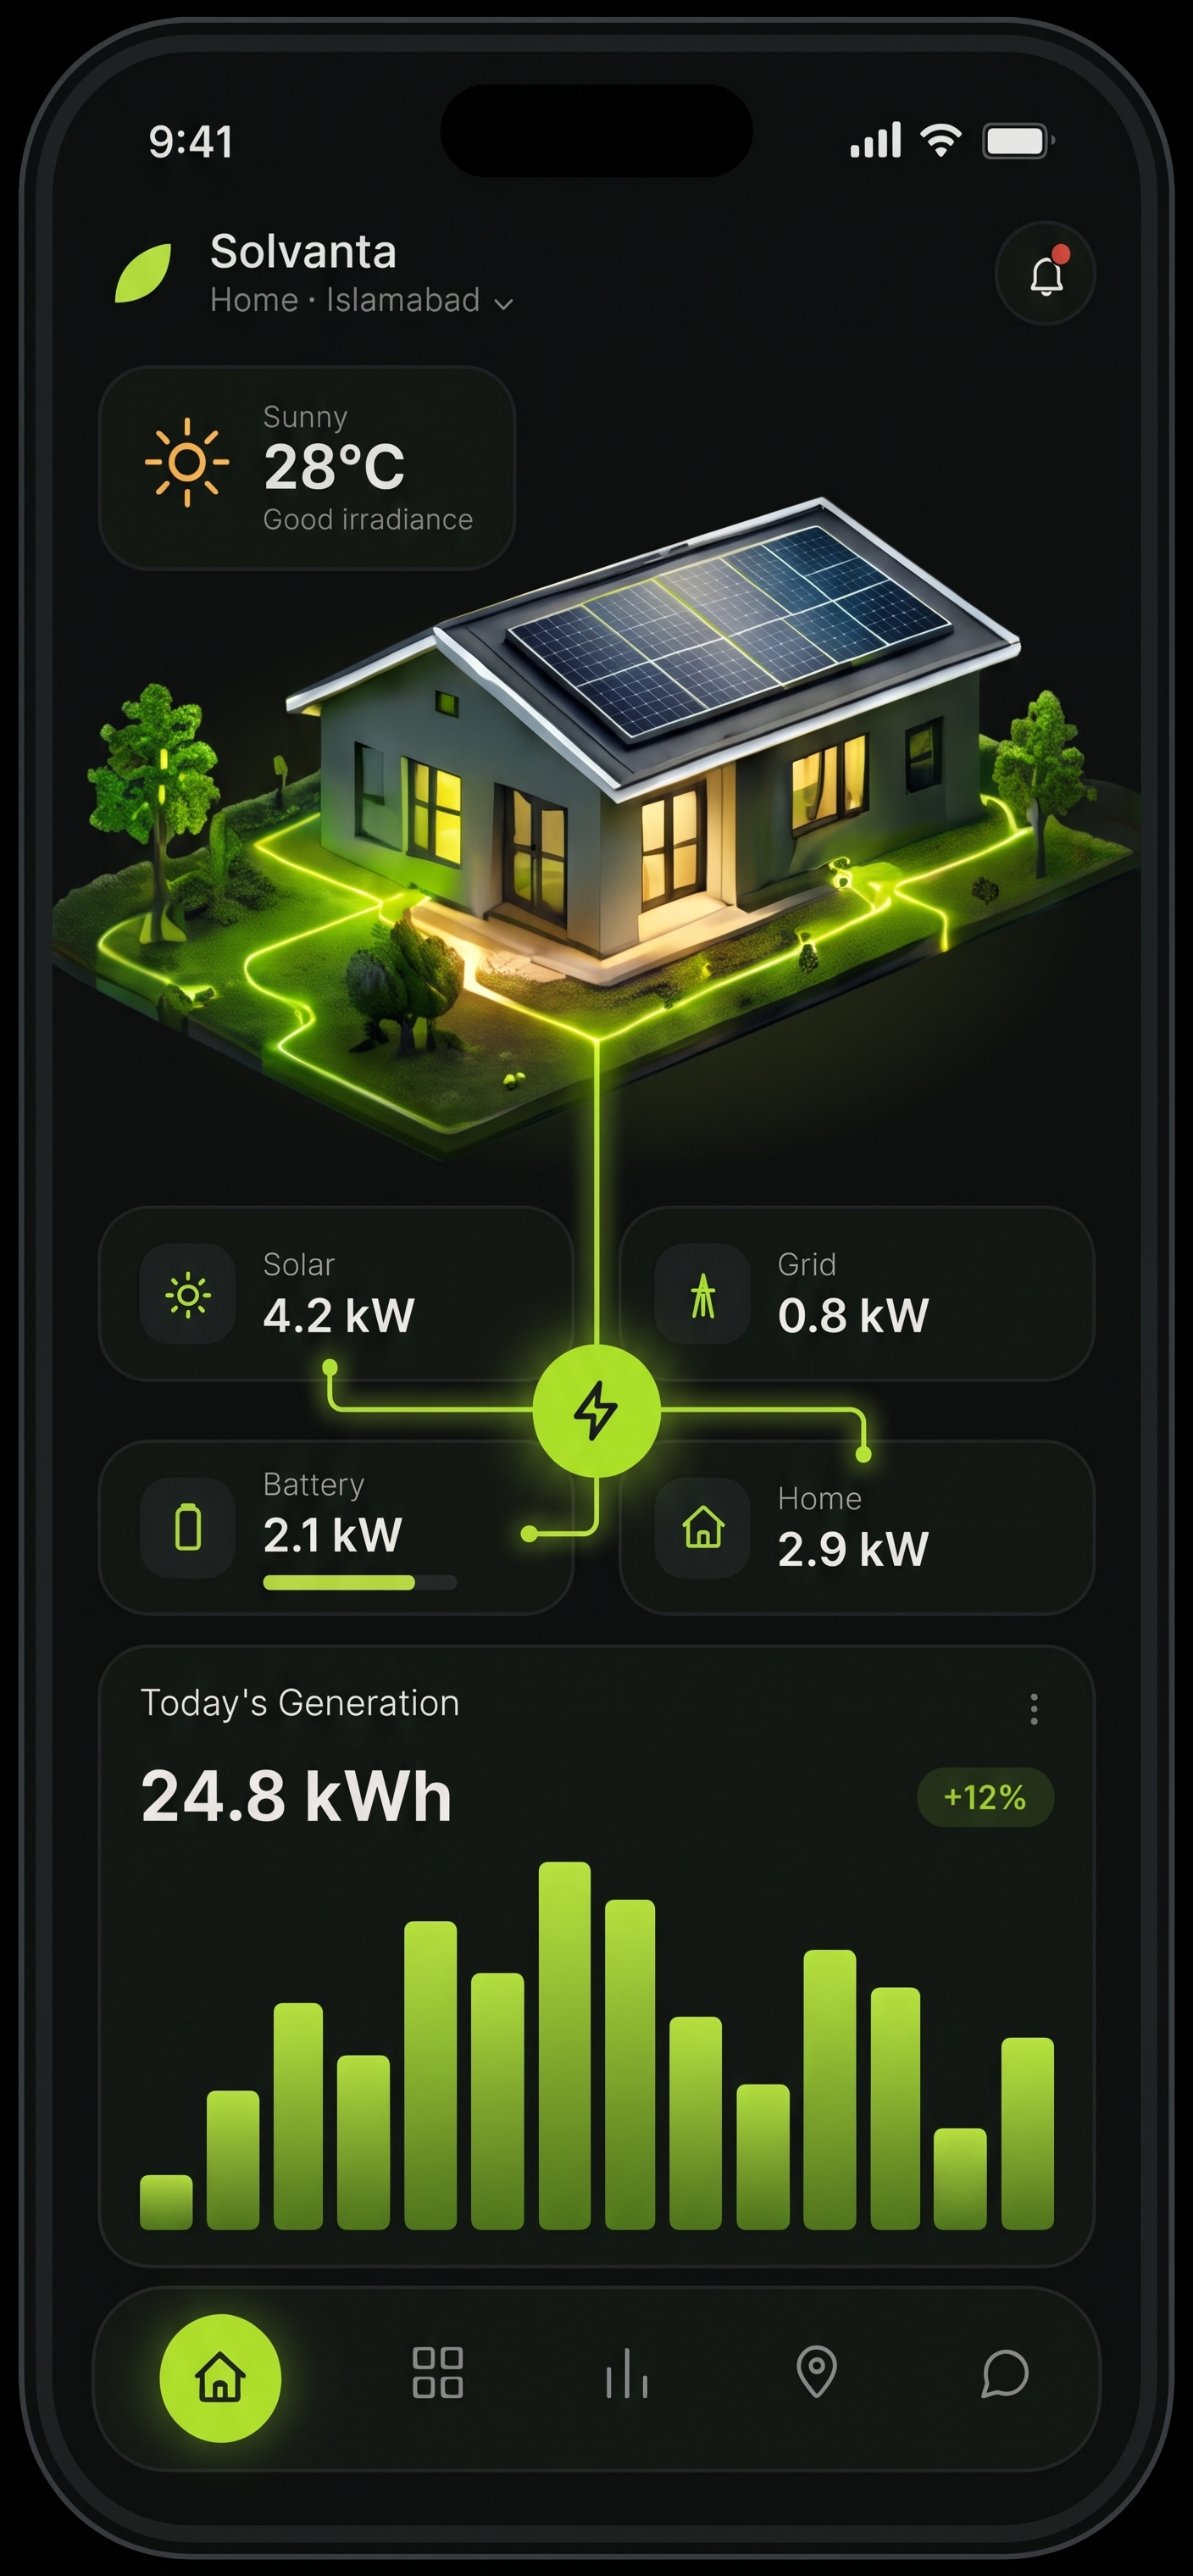 9:41
Solvanta
Home · Islamabad
Sunny
28°C
Good irradiance
Solar
4.2 kW
Grid
0.8 kW
Battery
2.1 kW
Home
2.9 kW
Today's Generation
24.8 kWh
+12%